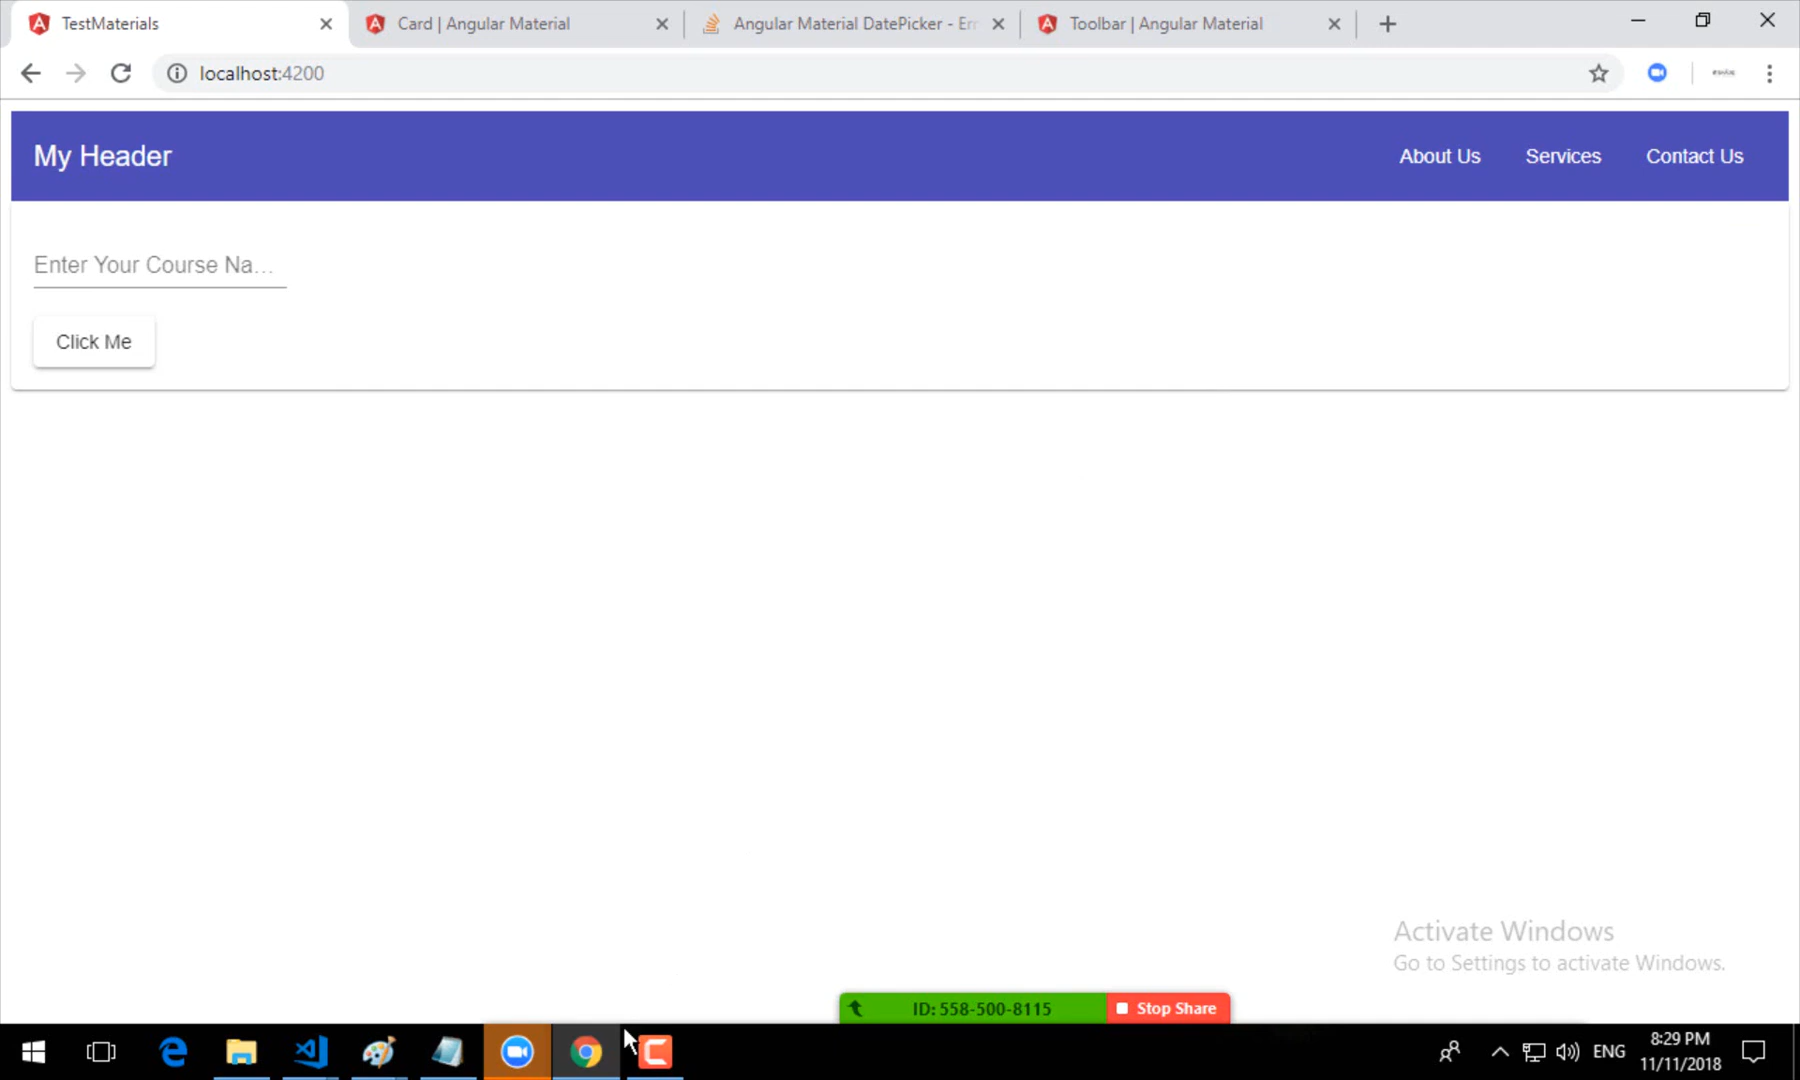 TestMaterials
Card | Angular Material
Angular Material DatePicker - Err
Toolbar | Angular Material
localhost:4200
My Header
About Us
Services
Contact Us
Enter Your Course Na...
Click Me
Activate Windows
Go to Settings to activate Windows.
ID: 558-500-8115
Stop Share
ENG
8:29 PM
11/11/2018